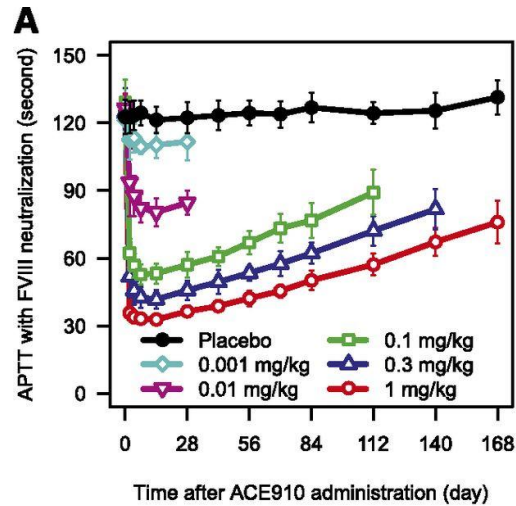 A
APTT with FVIII neutralization (second)
150
120
90
60
30
0
Placebo
0.001 mg/kg
0.01 mg/kg
0.1 mg/kg
0.3 mg/kg
1 mg/kg
0 28 56 84 112 140 168
Time after ACE910 administration (day)